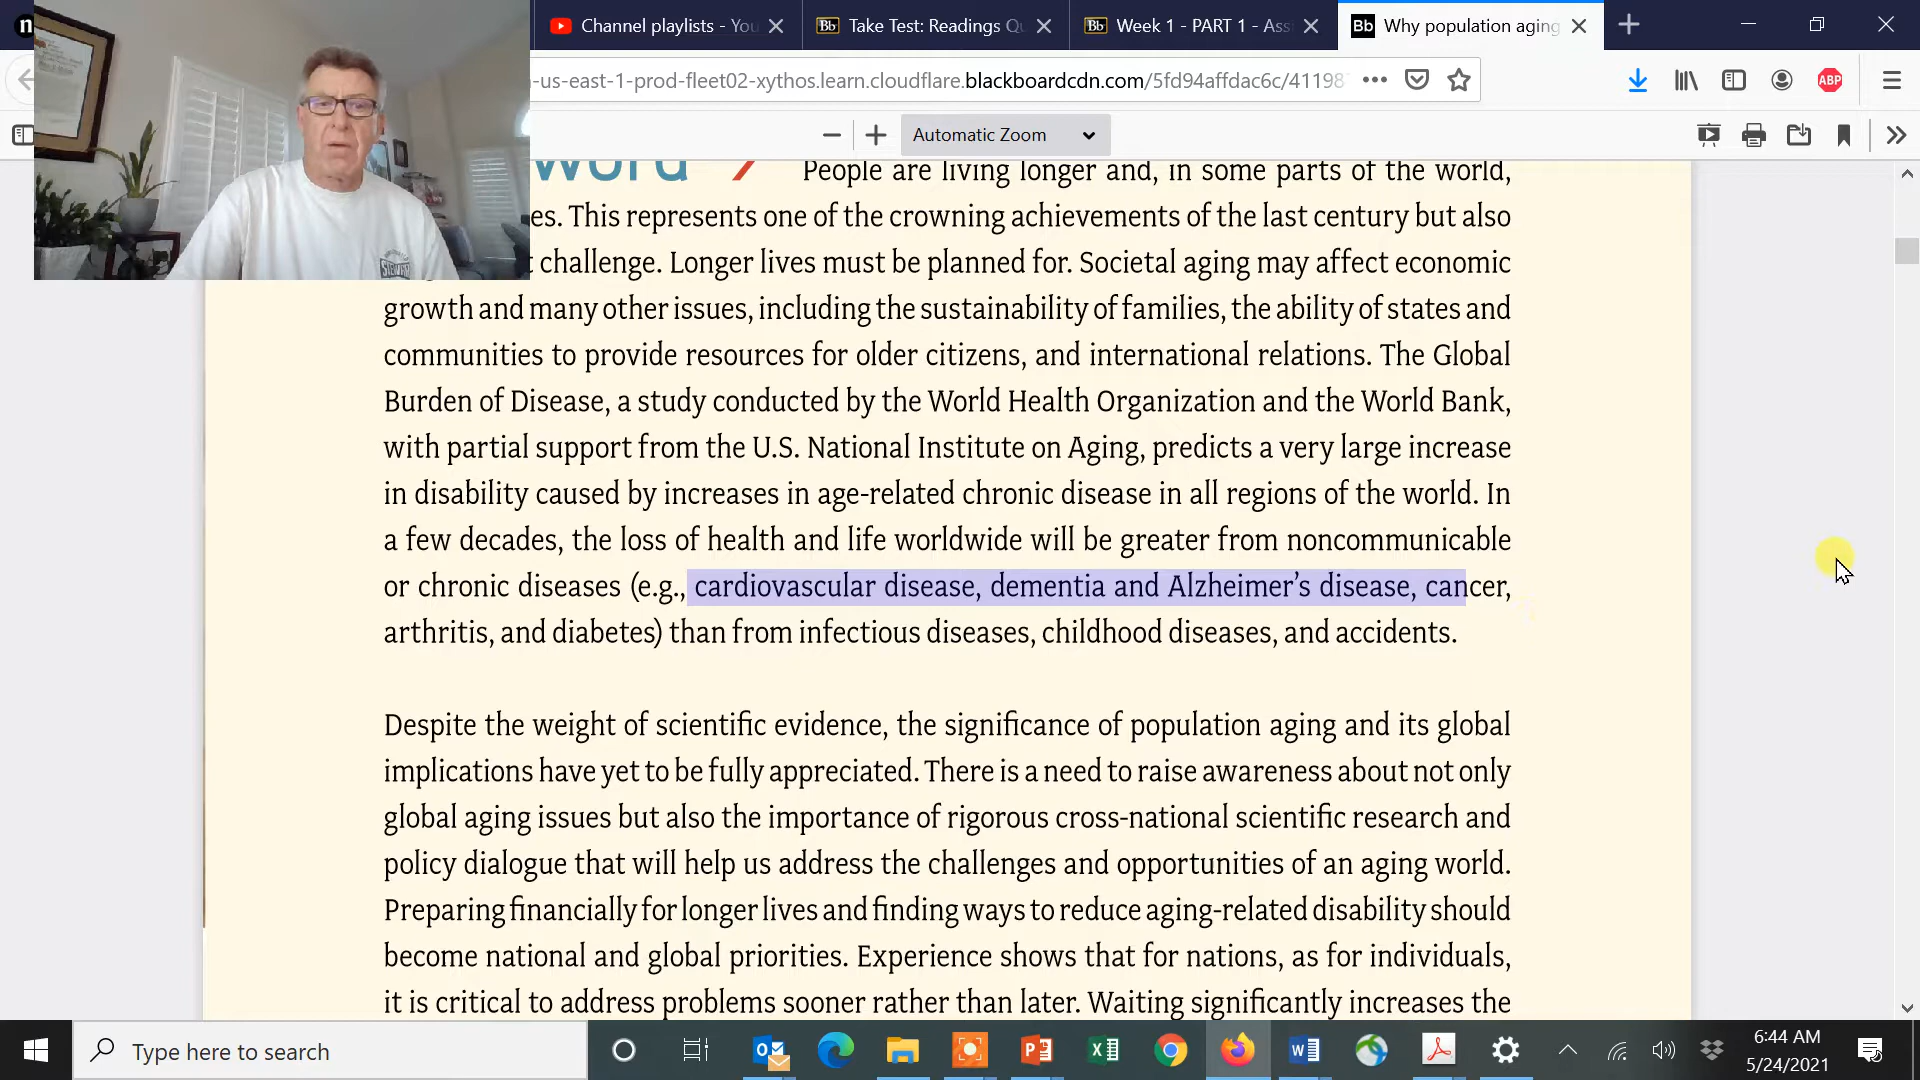 Channel playlists - You
Take Test: Readings Qu
Week 1 - PART 1 - Ass
Why population aging
-us-east-1-prod-fleet02-xythos.learn.cloudflare.blackboardcdn.com/5fd94affdac6c/41198
ABP
Automatic Zoom
word
People are living longer and, in some parts of the world,
es. This represents one of the crowning achievements of the last century but also
t challenge. Longer lives must be planned for. Societal aging may affect economic
growth and many other issues, including the sustainability of families, the ability of states and
communities to provide resources for older citizens, and international relations. The Global
Burden of Disease, a study conducted by the World Health Organization and the World Bank,
with partial support from the U.S. National Institute on Aging, predicts a very large increase
in disability caused by increases in age-related chronic disease in all regions of the world. In
a few decades, the loss of health and life worldwide will be greater from noncommunicable
or chronic diseases (e.g., cardiovascular disease, dementia and Alzheimer’s disease, cancer,
arthritis, and diabetes) than from infectious diseases, childhood diseases, and accidents.
Despite the weight of scientific evidence, the significance of population aging and its global
implications have yet to be fully appreciated. There is a need to raise awareness about not only
global aging issues but also the importance of rigorous cross-national scientific research and
policy dialogue that will help us address the challenges and opportunities of an aging world.
Preparing financially for longer lives and finding ways to reduce aging-related disability should
become national and global priorities. Experience shows that for nations, as for individuals,
it is critical to address problems sooner rather than later. Waiting significantly increases the
Type here to search
6:44 AM
5/24/2021